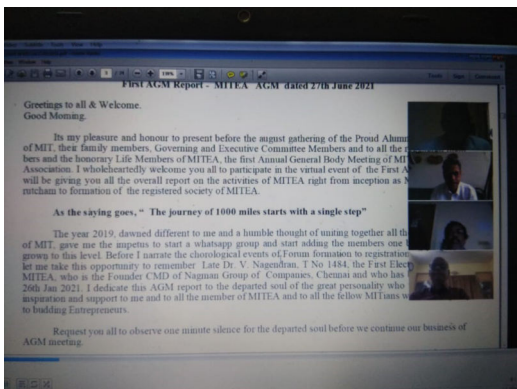 View Window Help
1
100%
Tools Sign Comment
First AGM Report - MITEA AGM dated 27th June 2021
Greetings to all & Welcome.
Good Morning.
Its my pleasure and honour to present before the august gathering of the Proud Alumn
of MIT, their family members, Governing and Executive Committee Members and to all the
bers and the honorary Life Members of MITEA, the first Annual General Body Meeting of MI
Association. I wholeheartedly welcome you all to participate in the virtual event of the First A
will be giving you all the overall report on the activities of MITEA right from inception as
rutcham to formation of the registered society of MITEA.
As the saying goes, “ The journey of 1000 miles starts with a single step”
The year 2019, dawned different to me and a humble thought of uniting together all th
of MIT, gave me the impetus to start a whatsapp group and start adding the members one
grown to this level. Before I narrate the chorological events of Forum formation to registration
let me take this opportunity to remember Late Dr. V. Nagendran, T No 1484, the First Elect
MITEA, who is the Founder CMD of Nagman Group of Companies, Chennai and who has
26th Jan 2021. I dedicate this AGM report to the departed soul of the great personality who
inspiration and support to me and to all the member of MITEA and to all the fellow MITians w
to budding Entrepreneurs.
Request you all to observe one minute silence for the departed soul before we continue our business of
AGM meeting.